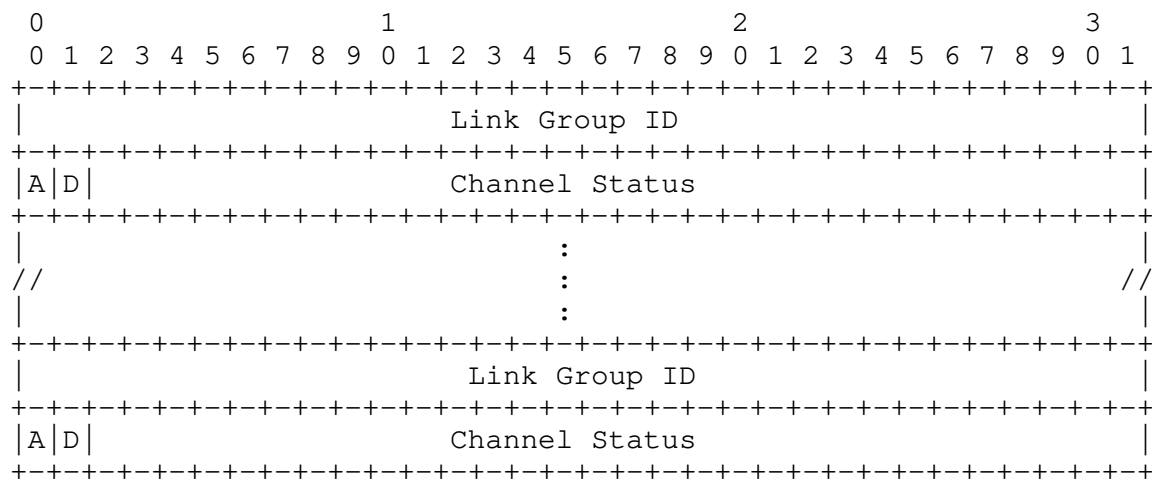 0                   1                   2                   3
 0 1 2 3 4 5 6 7 8 9 0 1 2 3 4 5 6 7 8 9 0 1 2 3 4 5 6 7 8 9 0 1
+-+-+-+-+-+-+-+-+-+-+-+-+-+-+-+-+-+-+-+-+-+-+-+-+-+-+-+-+-+-+-+-+
|                        Link Group ID                          |
+-+-+-+-+-+-+-+-+-+-+-+-+-+-+-+-+-+-+-+-+-+-+-+-+-+-+-+-+-+-+-+-+
|A|D|                    Channel Status                         |
+-+-+-+-+-+-+-+-+-+-+-+-+-+-+-+-+-+-+-+-+-+-+-+-+-+-+-+-+-+-+-+-+
|                              :                                |
//                             :                               //
|                              :                                |
+-+-+-+-+-+-+-+-+-+-+-+-+-+-+-+-+-+-+-+-+-+-+-+-+-+-+-+-+-+-+-+-+
|                         Link Group ID                         |
+-+-+-+-+-+-+-+-+-+-+-+-+-+-+-+-+-+-+-+-+-+-+-+-+-+-+-+-+-+-+-+-+
|A|D|                    Channel Status                         |
+-+-+-+-+-+-+-+-+-+-+-+-+-+-+-+-+-+-+-+-+-+-+-+-+-+-+-+-+-+-+-+-+